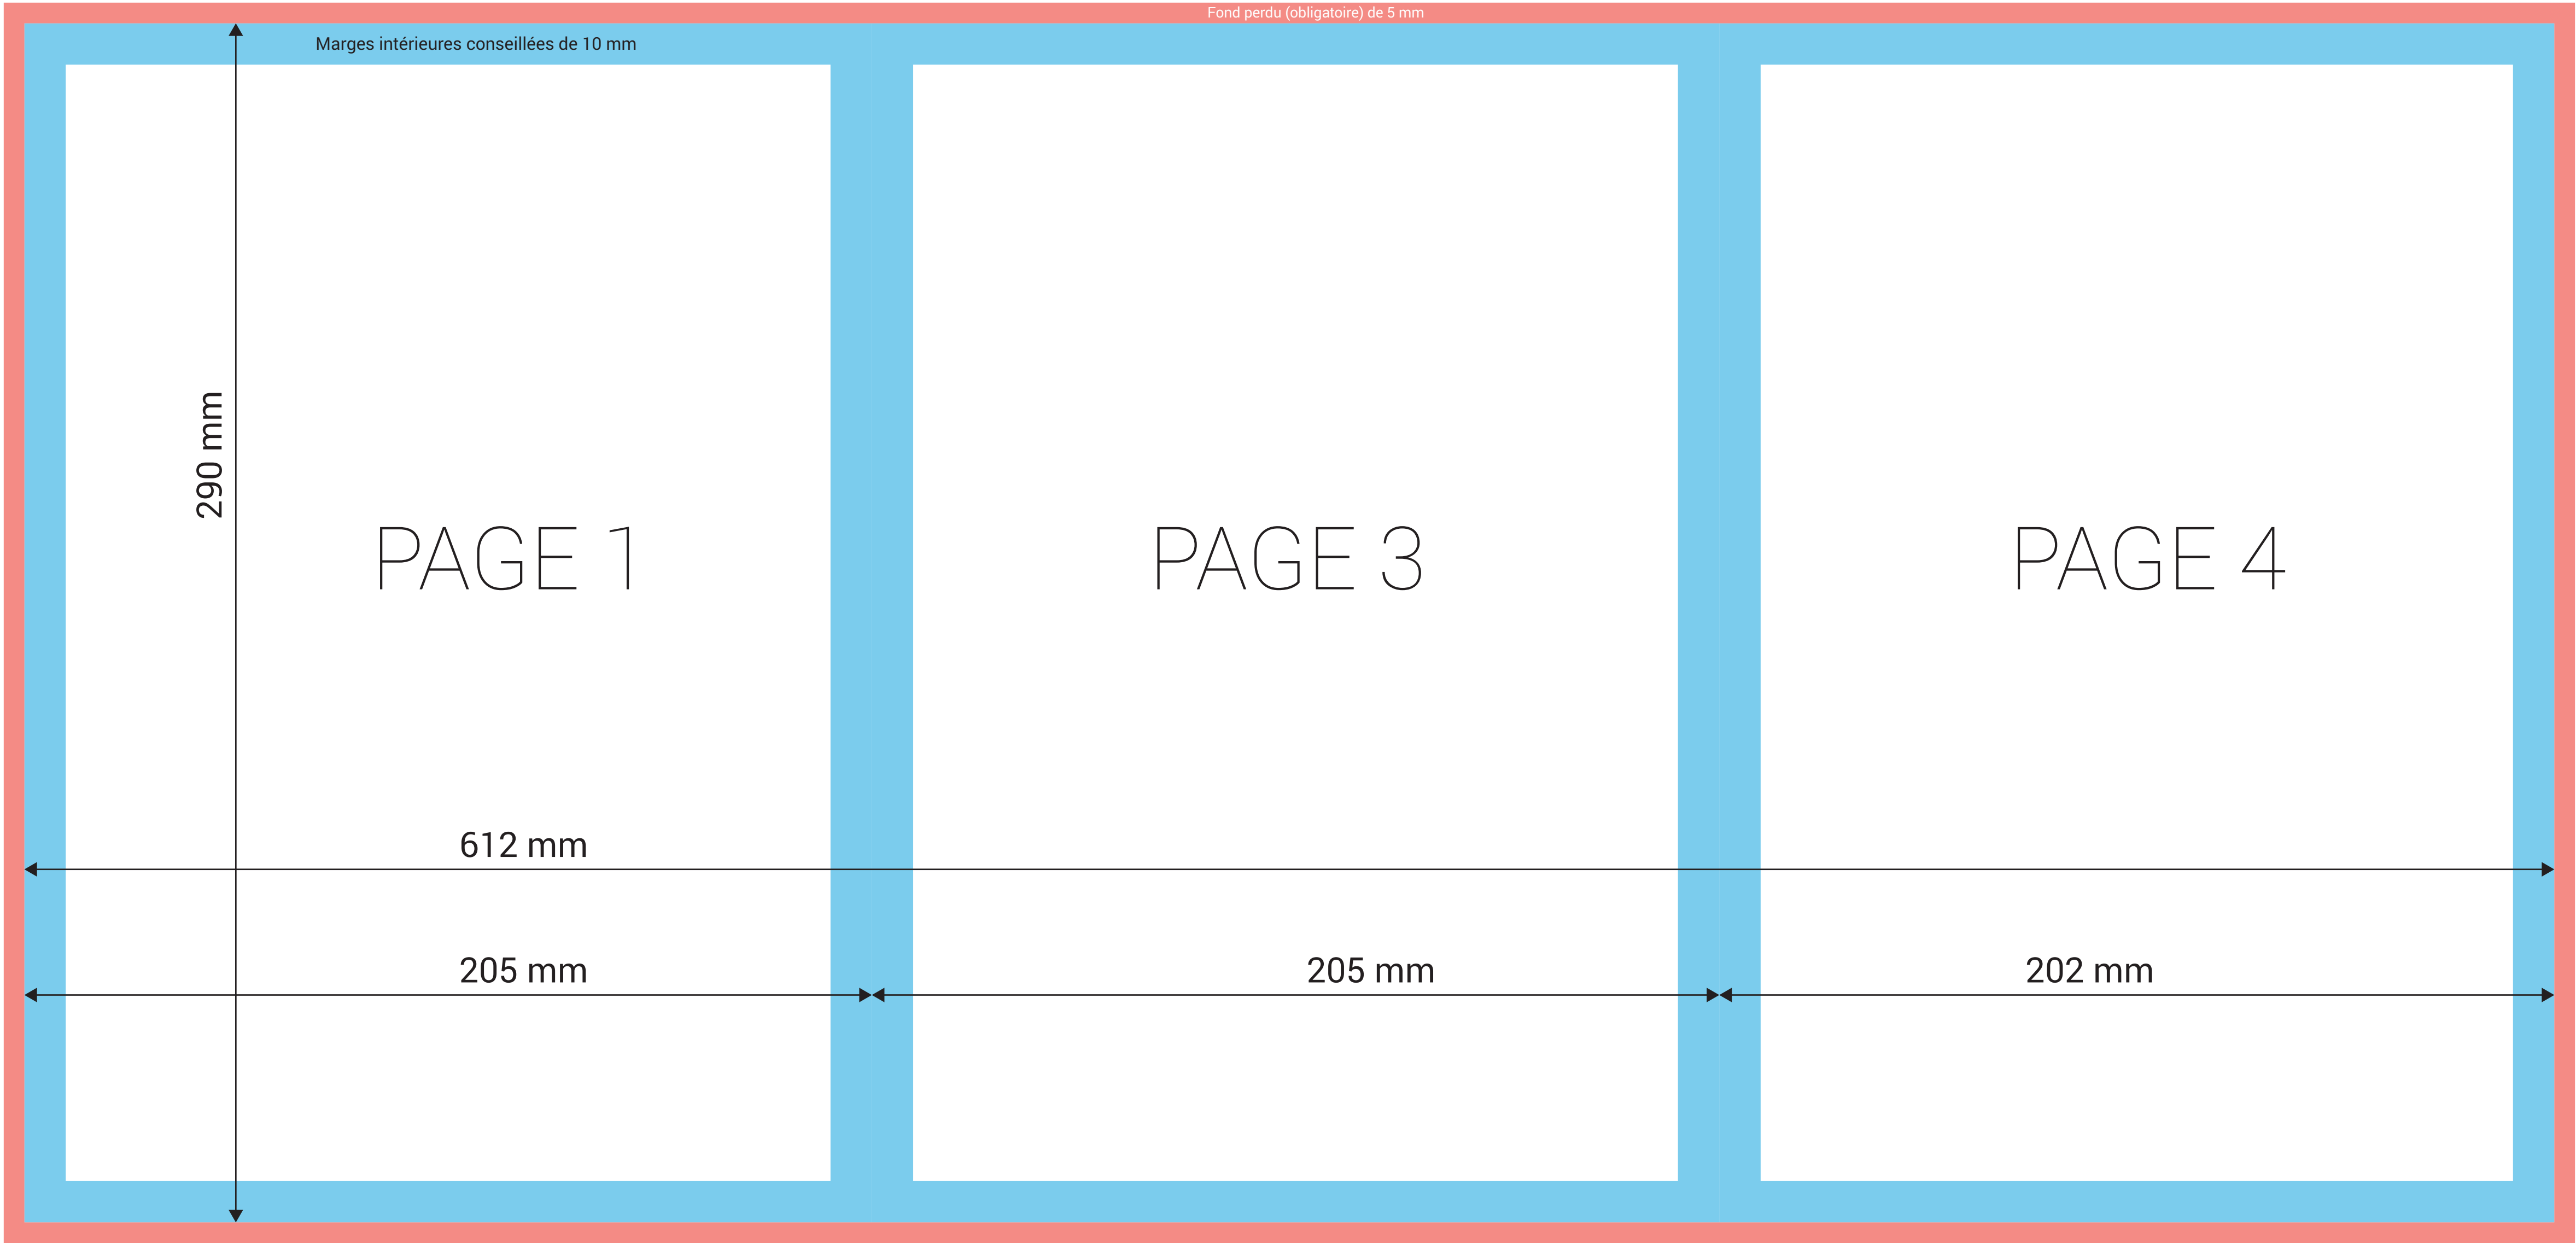 Fond perdu (obligatoire) de 5 mm
Marges intérieures conseillées de 10 mm
290 mm
PAGE 1
PAGE 3
PAGE 4
612 mm
205 mm
205 mm
202 mm